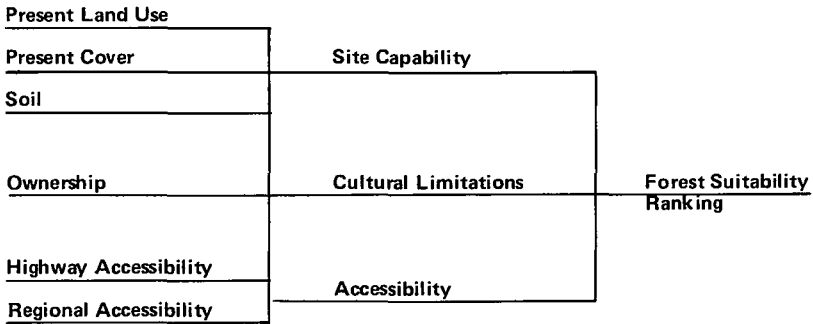 Present Land Use
Present Cover
Site Capability
Soil
Ownership
Cultural Limitations
Forest Suitability
Ranking
Highway Accessibility
Accessibility
Regional Accessibility